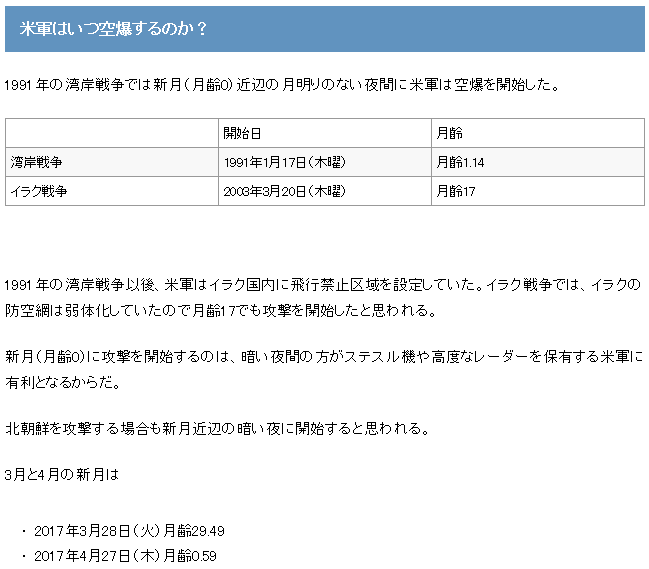 米軍はいつ空爆するのか？
1991年の湾岸戦争では新月（月齢0）近辺の月明りのない夜間に米軍は空爆を開始した。
開始日 月齢
湾岸戦争 1991年1月17日（木曜） 月齢1.14
イラク戦争 2003年3月20日（木曜） 月齢17
1991年の湾岸戦争以後、米軍はイラク国内に飛行禁止区域を設定していた。イラク戦争では、イラクの
防空網は弱体化していたので月齢17でも攻撃を開始したと思われる。
新月（月齢0）に攻撃を開始するのは、暗い夜間の方がステスル機や高度なレーダーを保有する米軍に
有利となるからだ。
北朝鮮を攻撃する場合も新月近辺の暗い夜に開始すると思われる。
3月と4月の新月は
・ 2017年3月28日（火）月齢29.49
・ 2017年4月27日（木）月齢0.59